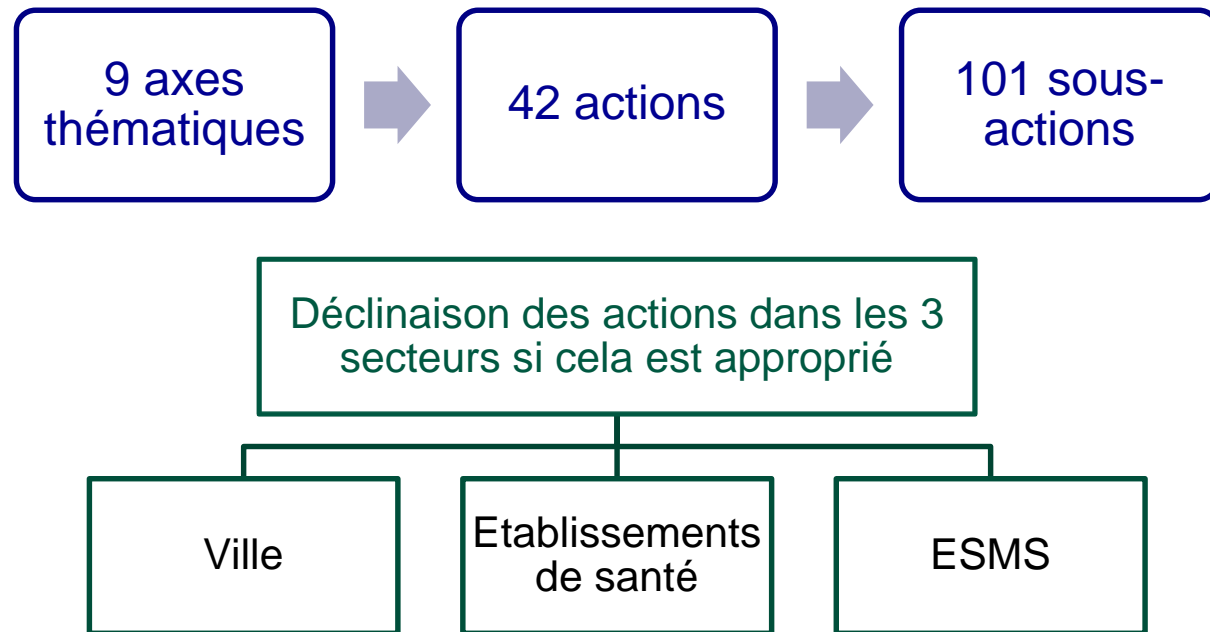 9 axes
thématiques
42 actions
101 sous-
actions
Déclinaison des actions dans les 3
secteurs si cela est approprié
Ville
Etablissements
de santé
ESMS